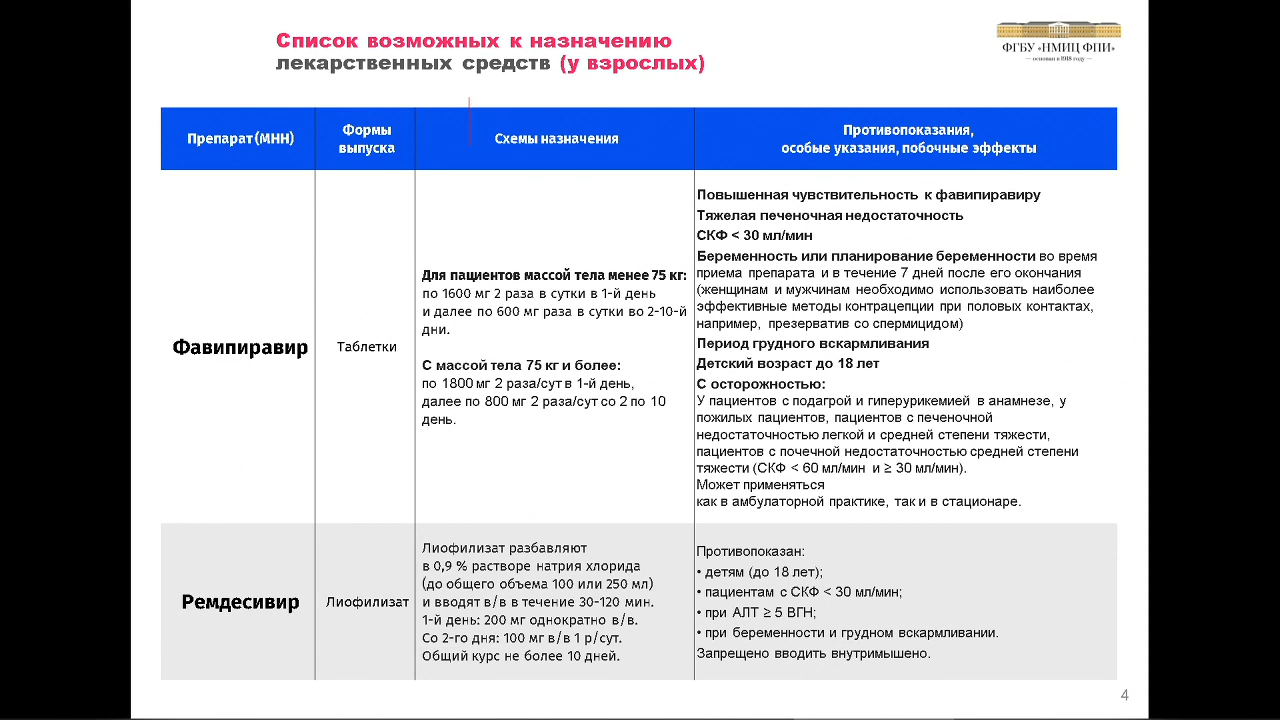 Список возможных к назначению
лекарственных средств (у взрослых)
ФГБУ «НМИЦ ФПИ»
— основан в 1918 году —
Препарат (МНН)
Формы
выпуска
Схемы назначения
Противопоказания,
особые указания, побочные эффекты
Фавипиравир
Таблетки
Для пациентов массой тела менее 75 кг:
по 1600 мг 2 раза в сутки в 1-й день
и далее по 600 мг раза в сутки во 2-10-й
дни.
С массой тела 75 кг и более:
по 1800 мг 2 раза/сут в 1-й день,
далее по 800 мг 2 раза/сут со 2 по 10
день.
Повышенная чувствительность к фавипиравиру
Тяжелая печеночная недостаточность
СКФ < 30 мл/мин
Беременность или планирование беременности во время
приема препарата и в течение 7 дней после его окончания
(женщинам и мужчинам необходимо использовать наиболее
эффективные методы контрацепции при половых контактах,
например, презерватив со спермицидом)
Период грудного вскармливания
Детский возраст до 18 лет
С осторожностью:
У пациентов с подагрой и гиперурикемией в анамнезе, у
пожилых пациентов, пациентов с печеночной
недостаточностью легкой и средней степени тяжести,
пациентов с почечной недостаточностью средней степени
тяжести (СКФ < 60 мл/мин и ≥ 30 мл/мин).
Может применяться
как в амбулаторной практике, так и в стационаре.
Ремдесивир
Лиофилизат
Лиофилизат разбавляют
в 0,9 % растворе натрия хлорида
(до общего объема 100 или 250 мл)
и вводят в/в в течение 30-120 мин.
1-й день: 200 мг однократно в/в.
Со 2-го дня: 100 мг в/в 1 р/сут.
Общий курс не более 10 дней.
Противопоказан:
• детям (до 18 лет);
• пациентам с СКФ < 30 мл/мин;
• при АЛТ ≥ 5 ВГН;
• при беременности и грудном вскармливании.
Запрещено вводить внутримышено.
4